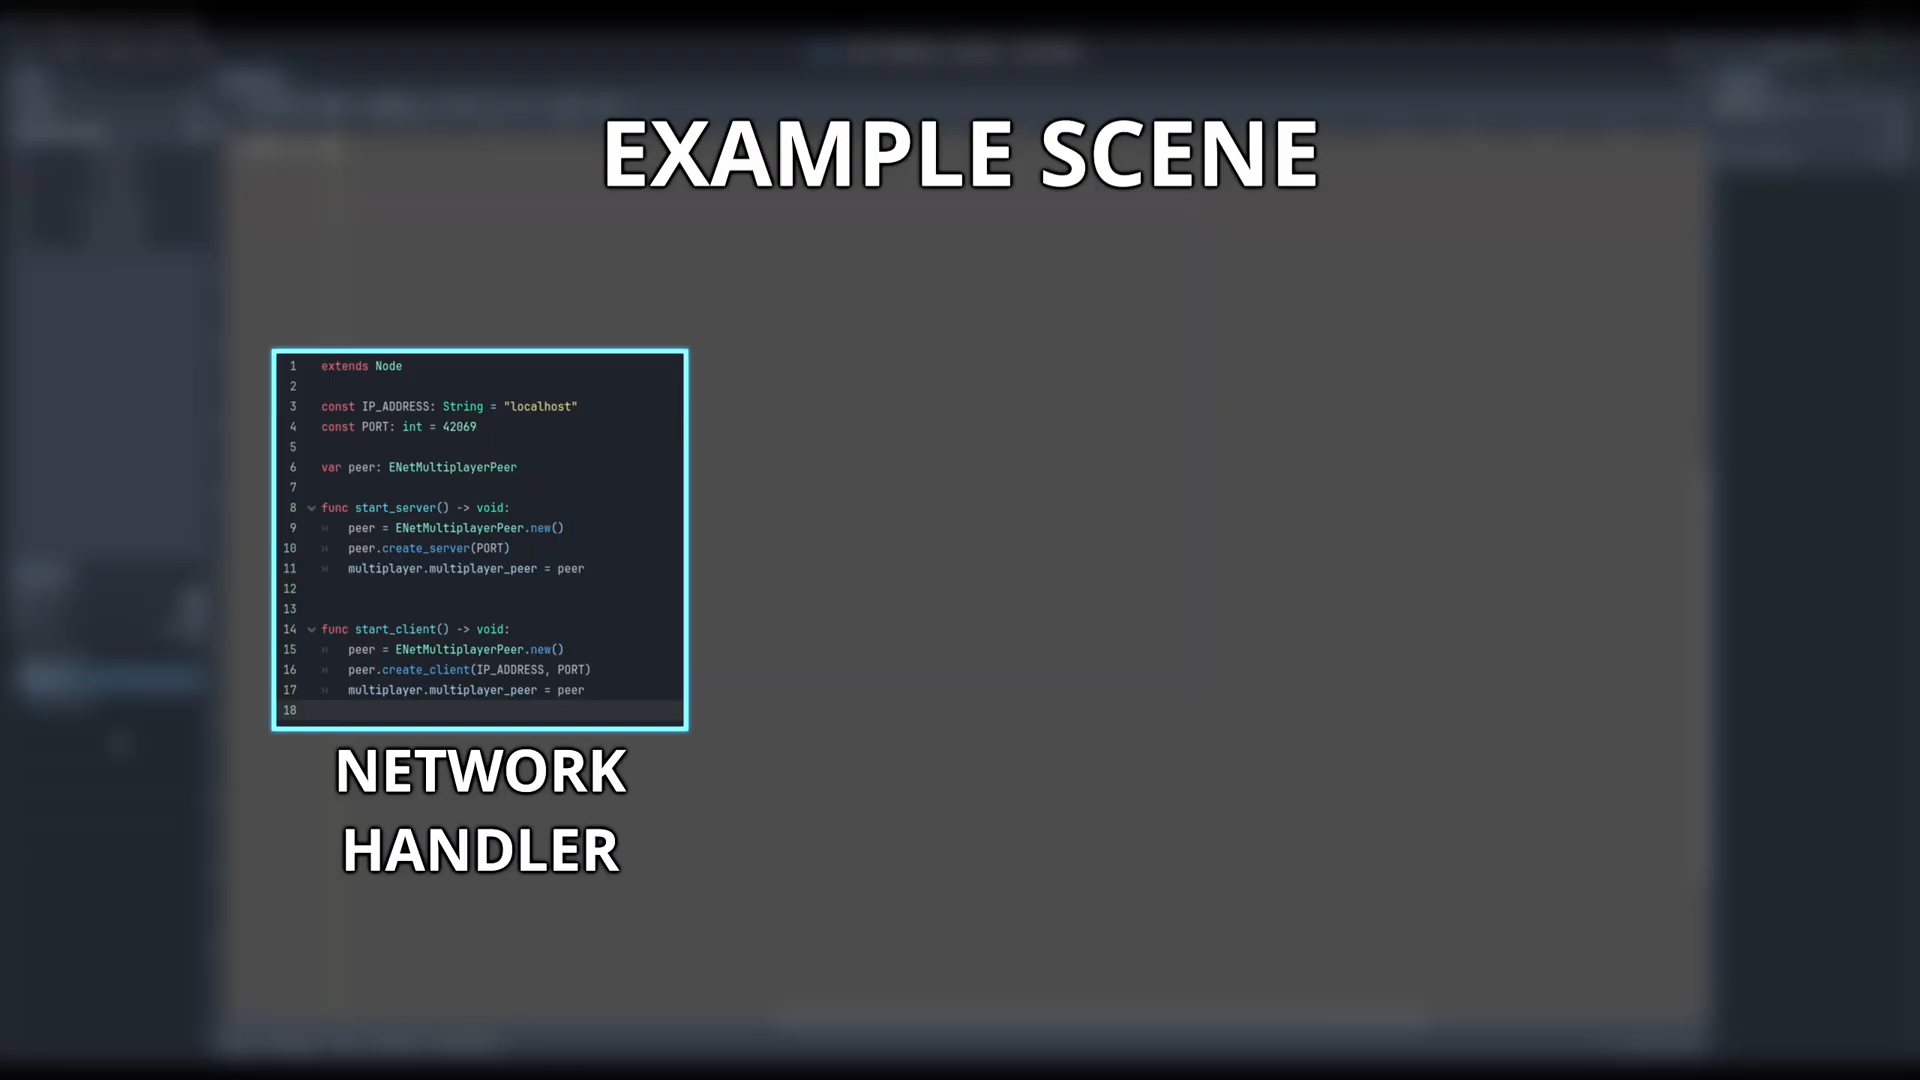 EXAMPLE SCENE
1 extends Node
2
3 const IP_ADDRESS: String = "localhost"
4 const PORT: int = 42069
5
6 var peer: ENetMultiplayerPeer
7
8 func start_server() -> void:
9 peer = ENetMultiplayerPeer.new()
10 peer.create_server(PORT)
11 multiplayer.multiplayer_peer = peer
12
13
14 func start_client() -> void:
15 peer = ENetMultiplayerPeer.new()
16 peer.create_client(IP_ADDRESS, PORT)
17 multiplayer.multiplayer_peer = peer
18
NETWORK
HANDLER